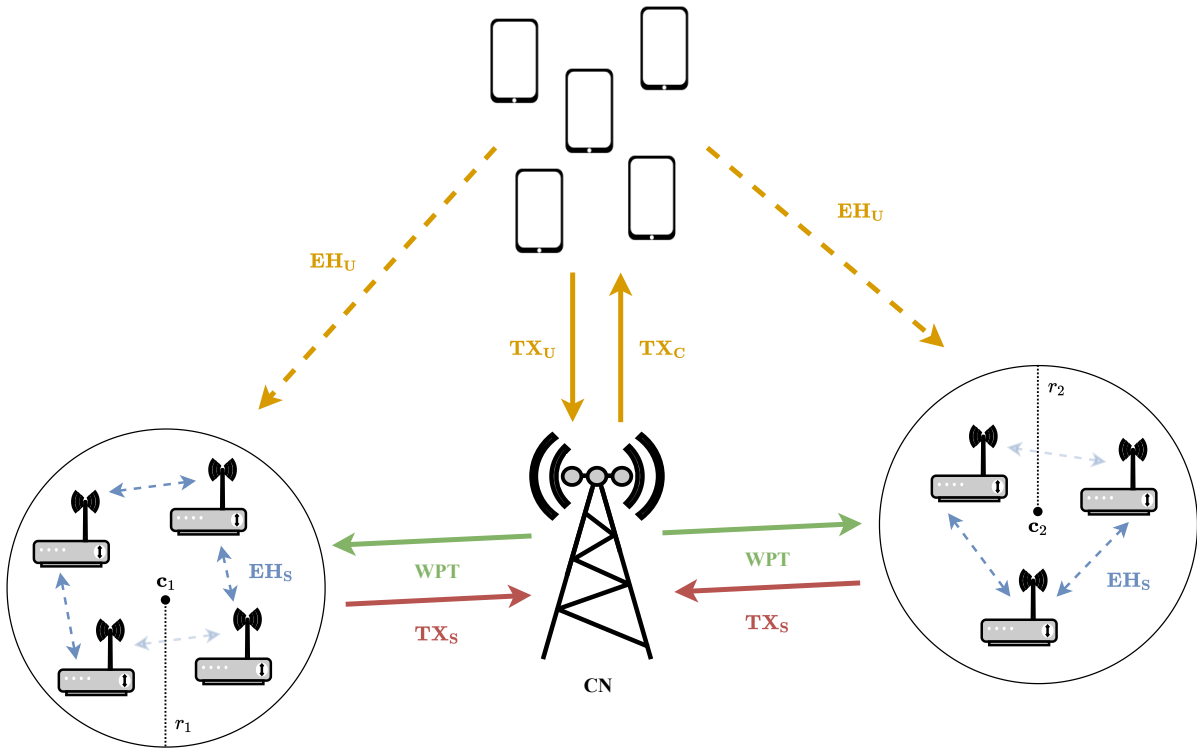 EH_U
EH_U
TX_U
TX_C
r_2
c_2
WPT
WPT
EH_S
EH_S
c_1
TX_S
TX_S
CN
r_1